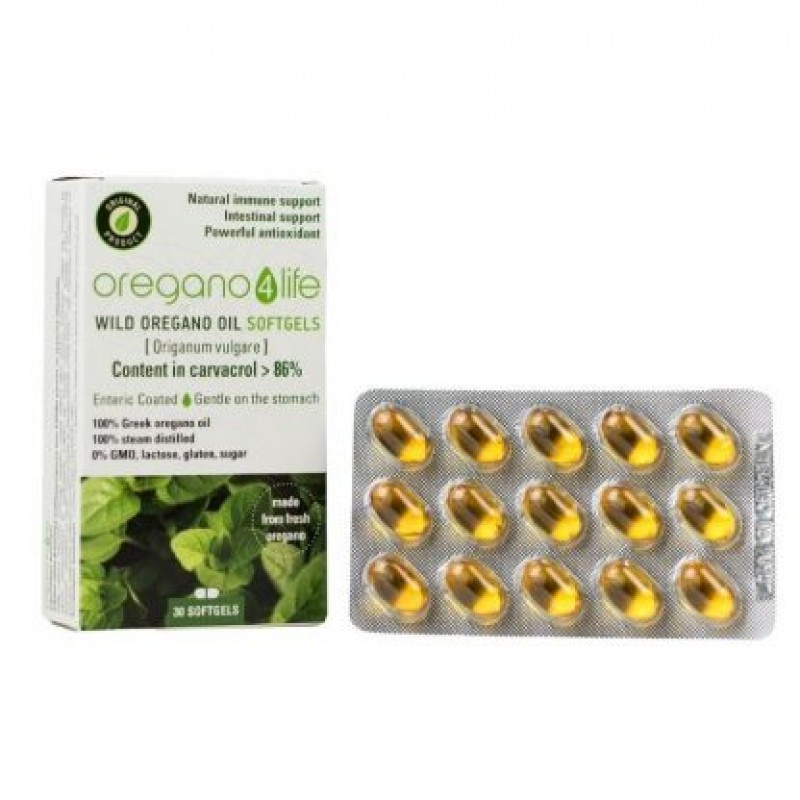 ORIGINAL
PRODUCT
Natural immune support
Intestinal support
Powerful antioxidant
oregano4life
WILD OREGANO OIL SOFTGELS
[Origanum vulgare]
Content in carvacrol > 86%
Enteric Coated Gentle on the stomach
100% Greek oregano oil
100% steam distilled
0% GMO, lactose, gluten, sugar
made
from fresh
oregano
30 SOFTGELS